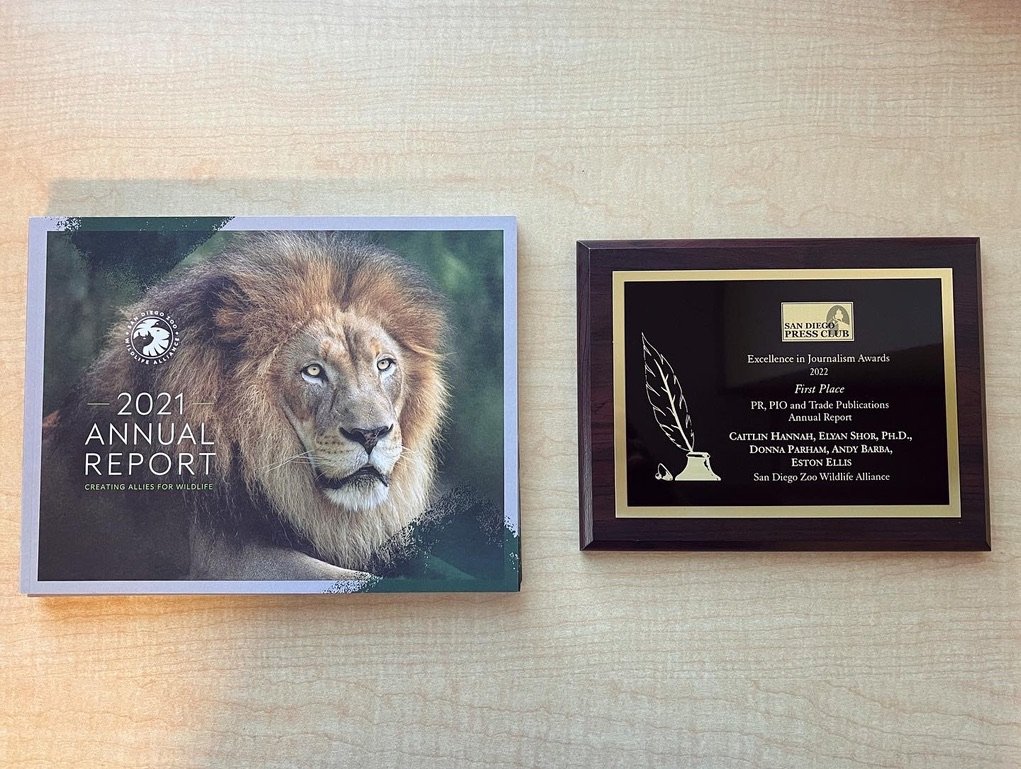 SAN DIEGO ZOO
WILDLIFE ALLIANCE
2021
ANNUAL
REPORT
CREATING ALLIES FOR WILDLIFE
SAN DIEGO
PRESS CLUB
Excellence in Journalism Awards
2022
First Place
PR, PIO and Trade Publications
Annual Report
CAITLIN HANNAH, ELYAN SHOR, PH.D.,
DONNA PARHAM, ANDY BARBA,
ESTON ELLIS
San Diego Zoo Wildlife Alliance